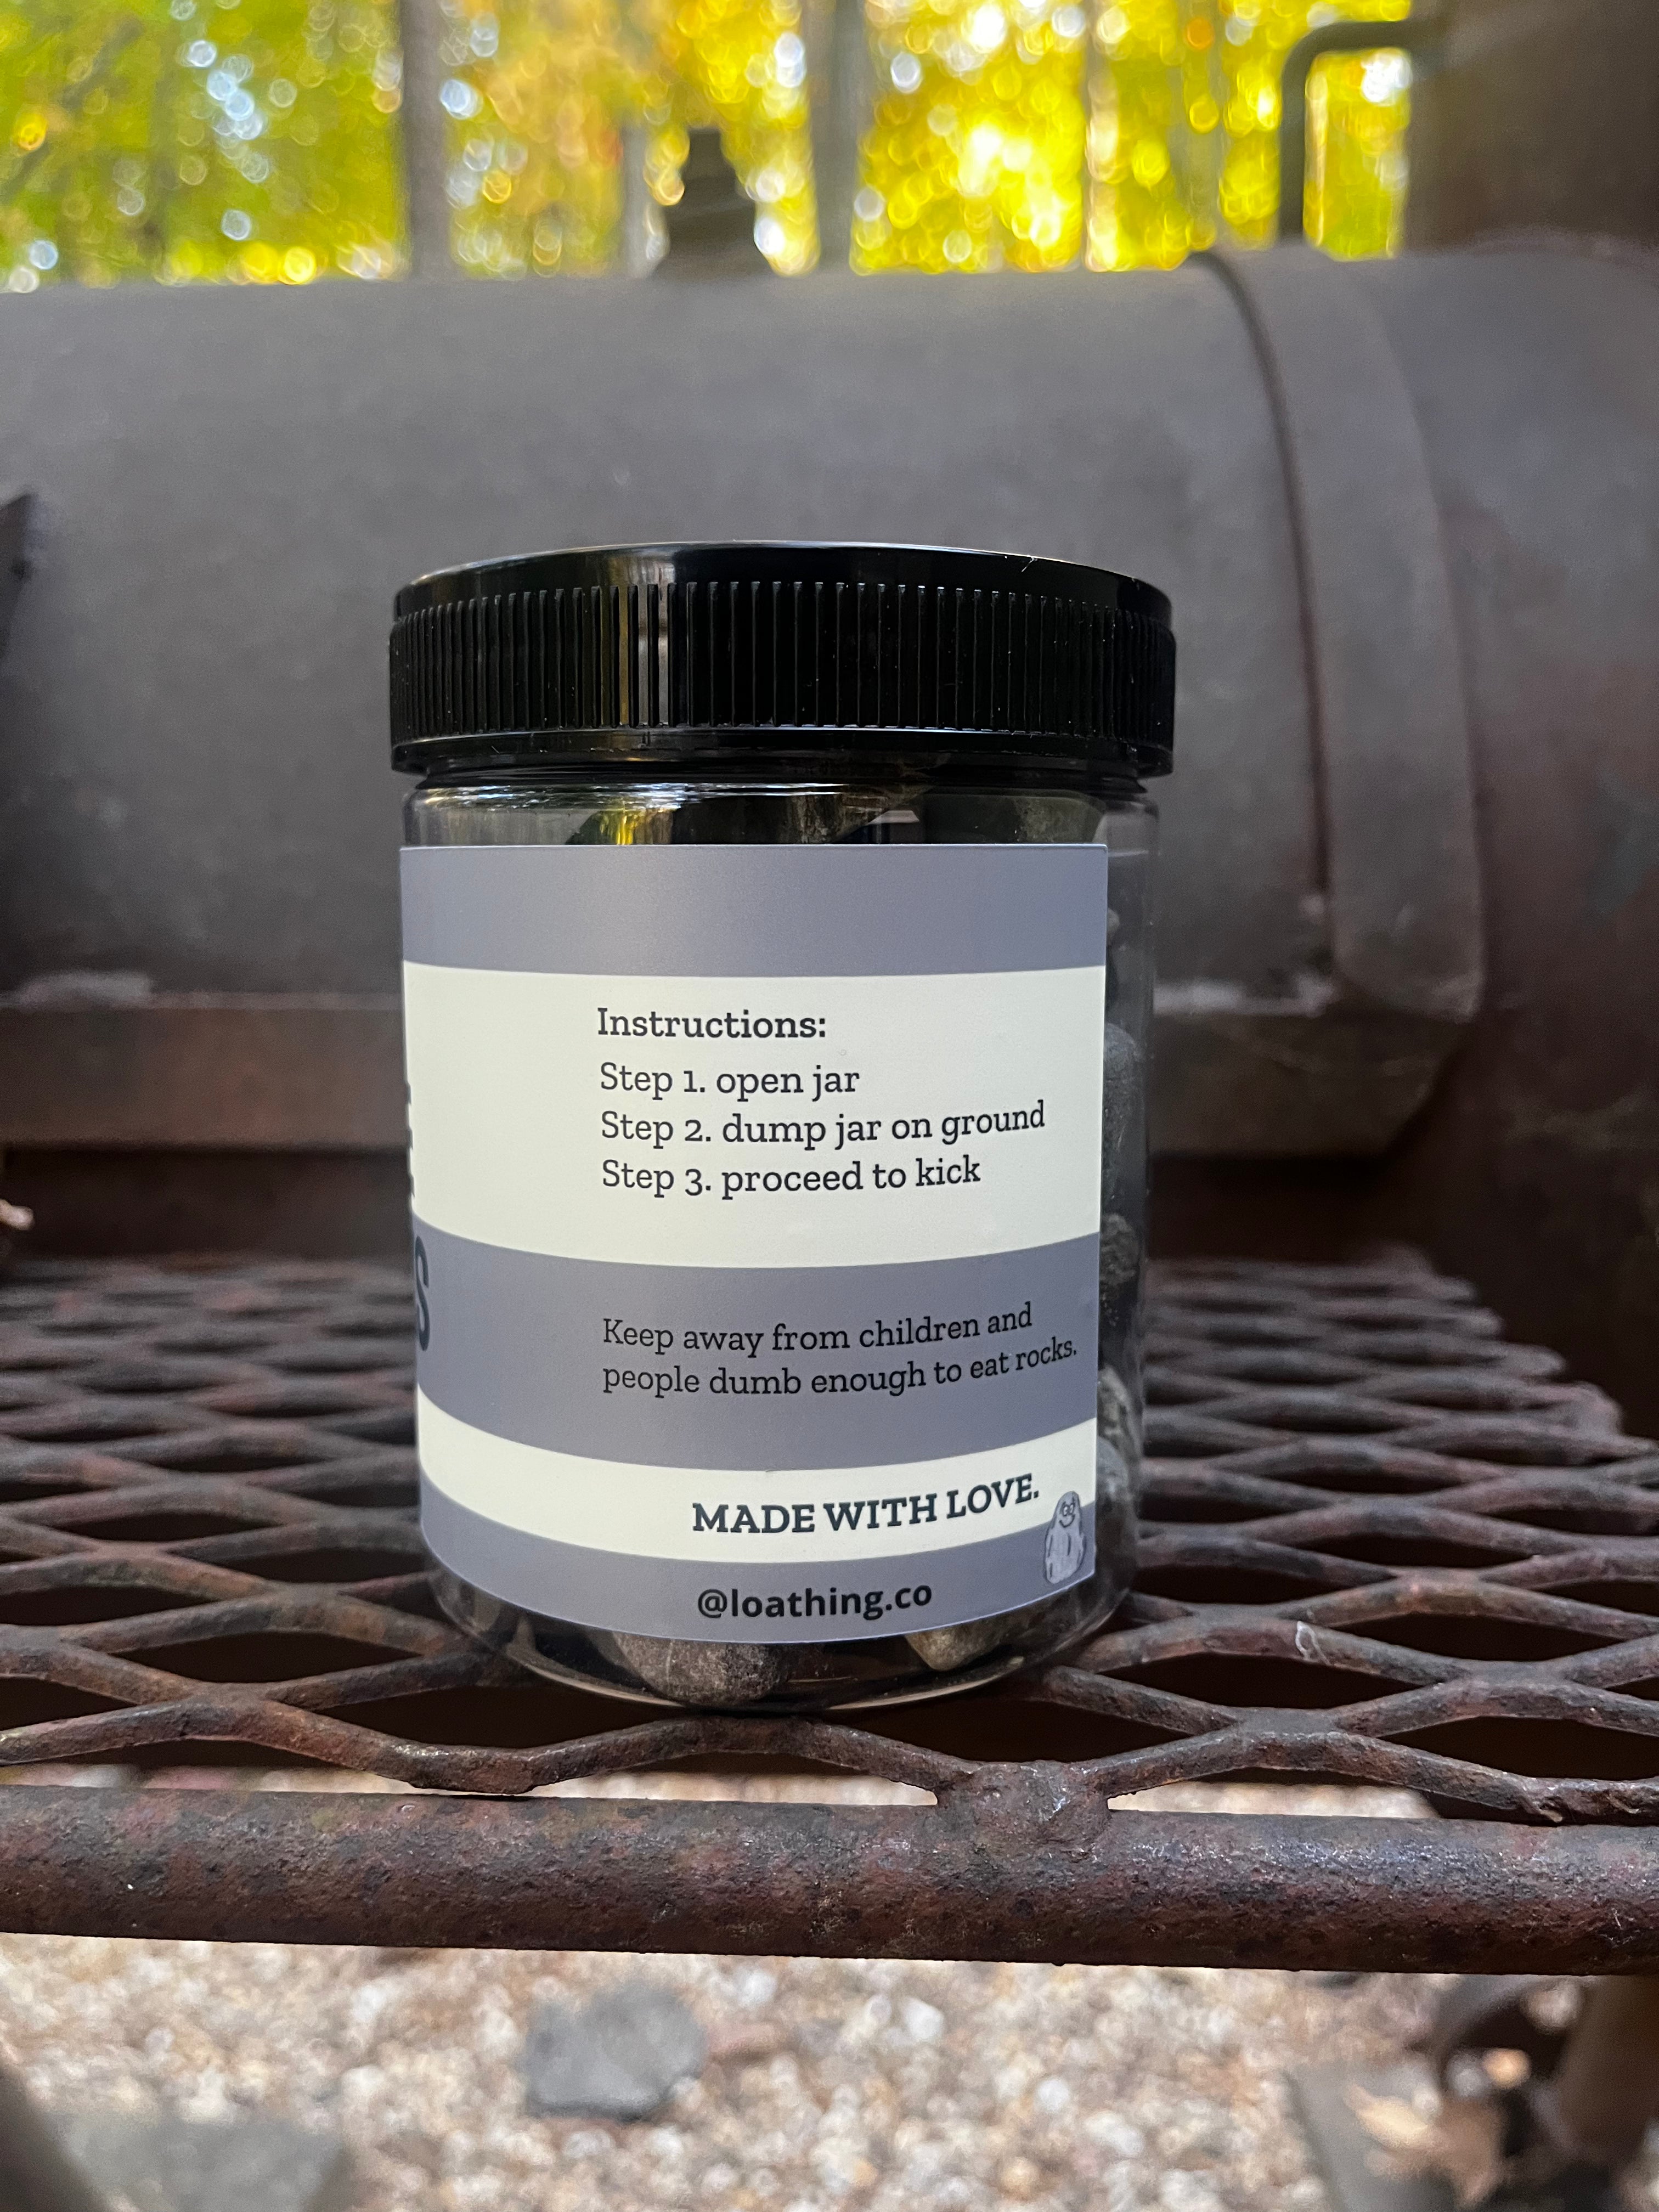 Instructions:
Step 1. open jar
Step 2. dump jar on ground
Step 3. proceed to kick
Keep away from children and
people dumb enough to eat rocks.
MADE WITH LOVE.
@loathing.co